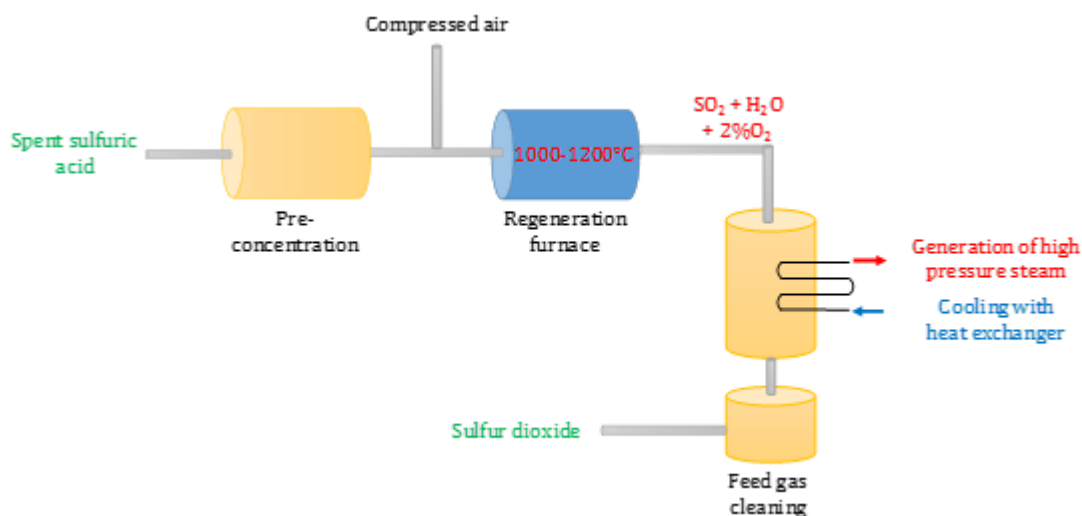 Compressed air
Spent sulfuric
acid
Pre-
concentration
1000-1200°C
Regeneration
furnace
SO₂ + H₂O
+ 2%O₂
Generation of high
pressure steam
Cooling with
heat exchanger
Sulfur dioxide
Feed gas
cleaning